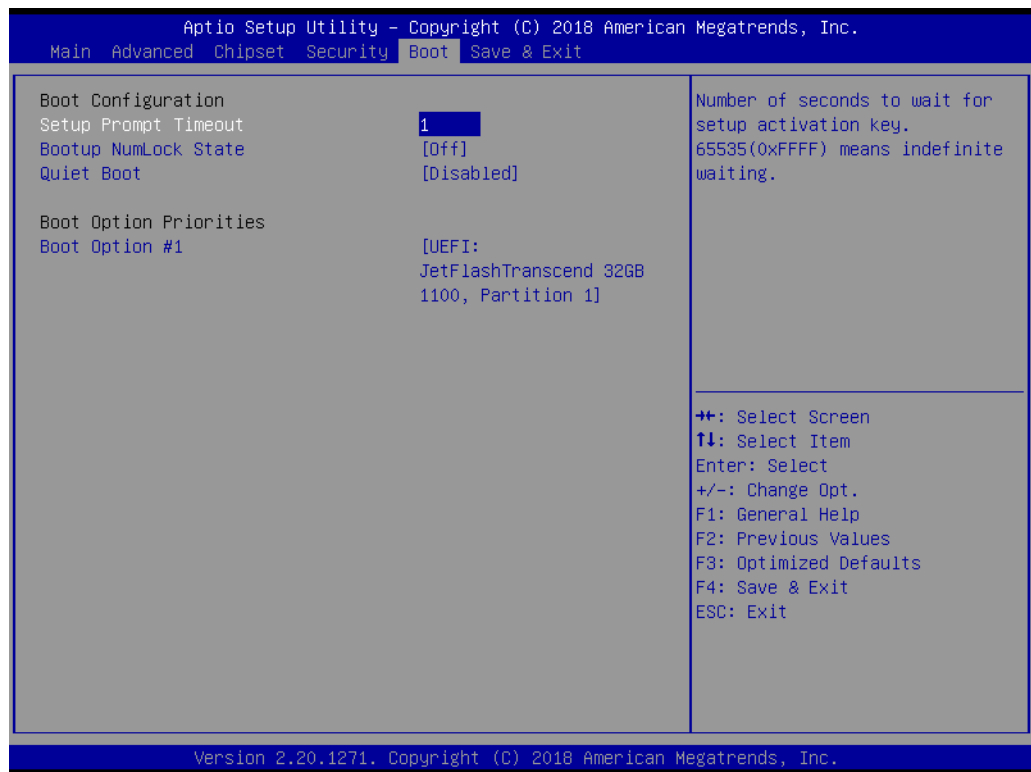 Aptio Setup Utility – Copyright (C) 2018 American Megatrends, Inc.
Main Advanced Chipset Security Boot Save & Exit
Boot Configuration
Setup Prompt Timeout 1
Bootup NumLock State [Off]
Quiet Boot [Disabled]
Boot Option Priorities
Boot Option #1 [UEFI:
JetFlashTranscend 32GB
1100, Partition 1]
Number of seconds to wait for
setup activation key.
65535(0xFFFF) means indefinite
waiting.
→←: Select Screen
↑↓: Select Item
Enter: Select
+/-: Change Opt.
F1: General Help
F2: Previous Values
F3: Optimized Defaults
F4: Save & Exit
ESC: Exit
Version 2.20.1271. Copyright (C) 2018 American Megatrends, Inc.